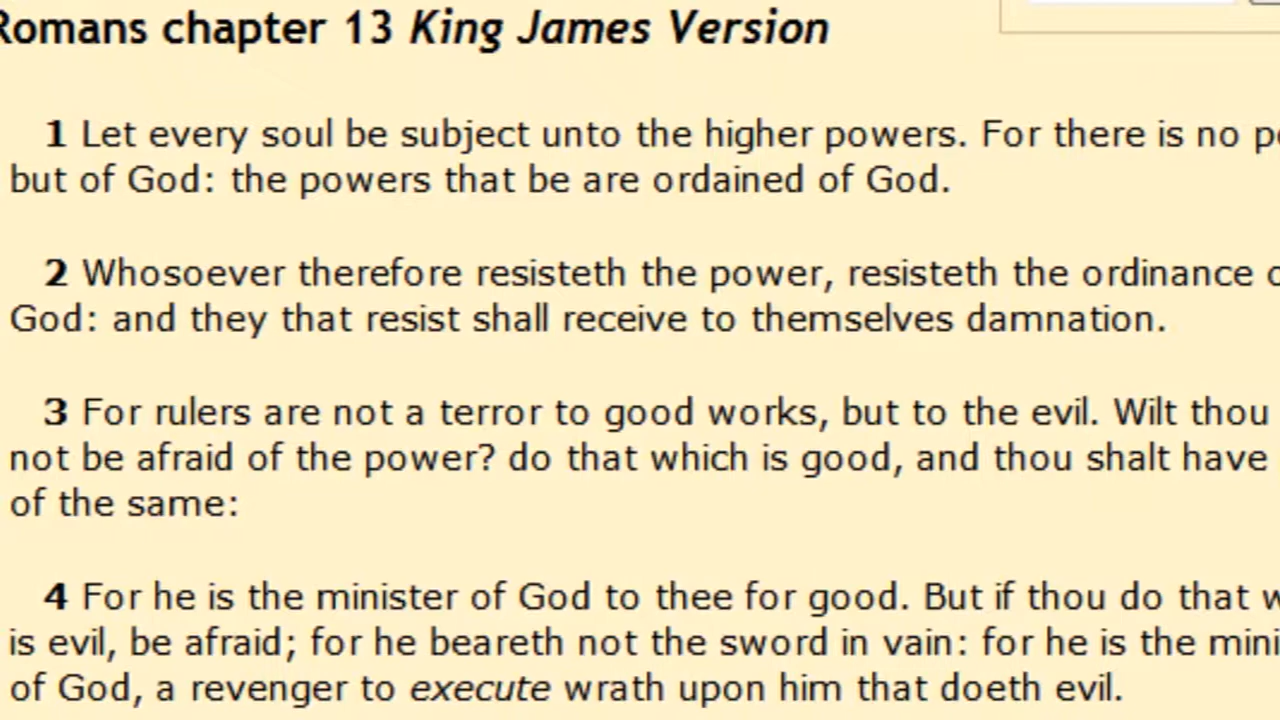 Romans chapter 13 King James Version
1 Let every soul be subject unto the higher powers. For there is no
but of God: the powers that be are ordained of God.
2 Whosoever therefore resisteth the power, resisteth the ordinance
God: and they that resist shall receive to themselves damnation.
3 For rulers are not a terror to good works, but to the evil. Wilt thou
not be afraid of the power? do that which is good, and thou shalt have
of the same:
4 For he is the minister of God to thee for good. But if thou do that
is evil, be afraid; for he beareth not the sword in vain: for he is the
of God, a revenger to execute wrath upon him that doeth evil.